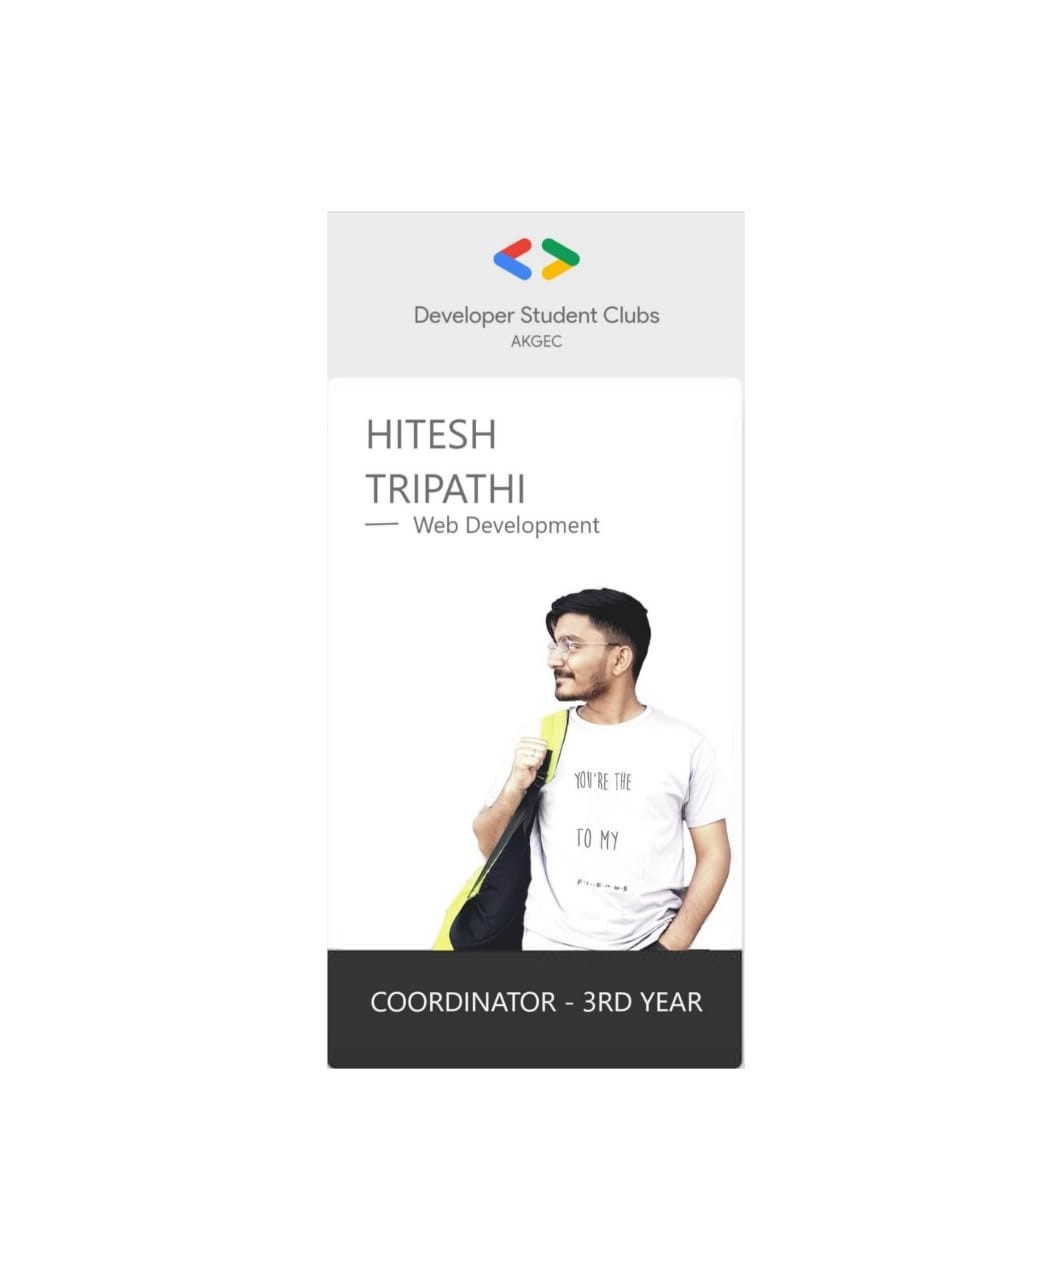 Developer Student Clubs
AKGEC
HITESH
TRIPATHI
Web Development
YOU'RE THE
TO MY
COORDINATOR - 3RD YEAR